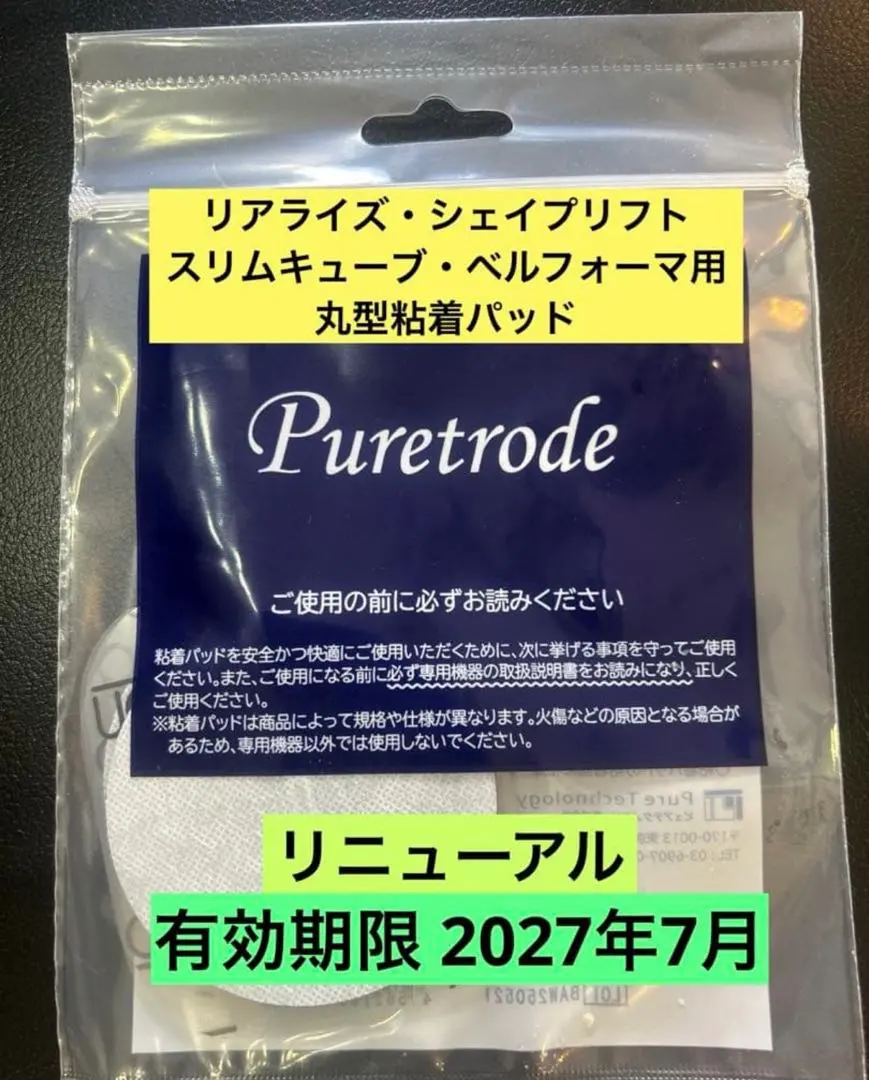 リアライズ・シェイプリフト
スリムキューブ・ベルフォーマ用
丸型粘着パッド
Puretrode
ご使用の前に必ずお読みください
粘着パッドを安全かつ快適にご使用いただくために、次に挙げる事項を守ってご使用
ください。また、ご使用になる前に必ず専用機器の取扱説明書をお読みになり、正しく
ご使用ください。
※粘着パッドは商品によって規格や仕様が異なります。火傷などの原因となる場合が
あるため、専用機器以外では使用しないでください。
Pure Technology
〒170-0013
TEL:03-6907-0
リニューアル
有効期限 2027年7月
LOT BAW250521